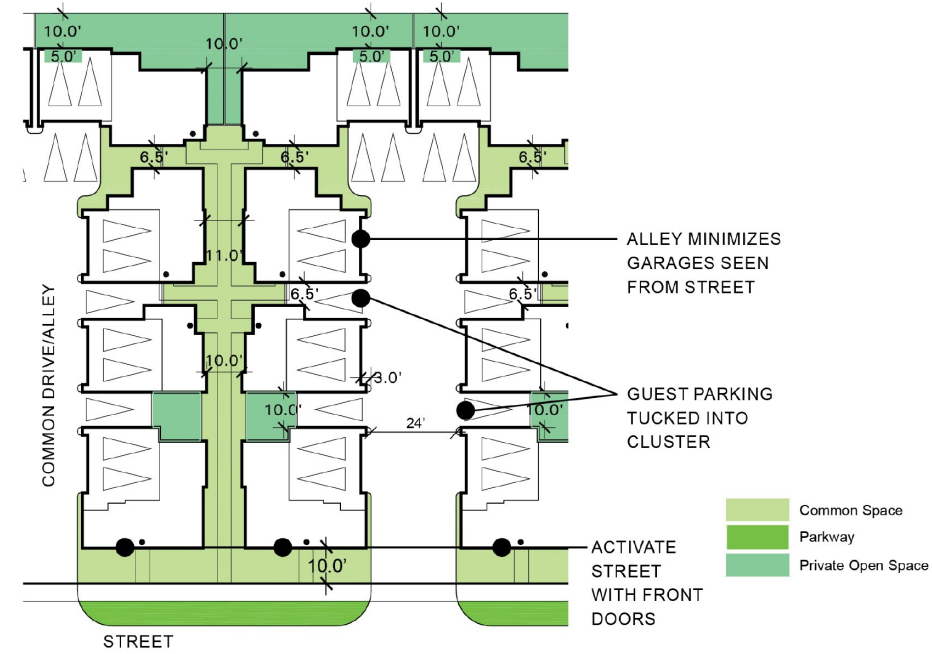 10.0'
10.0'
10.0'
10.0'
5.0'
5.0'
5.0'
6.5'
6.5'
6.5'
ALLEY MINIMIZES
GARAGES SEEN
FROM STREET
11.0'
6.5'
6.5'
COMMON DRIVE/ALLEY
10.0'
3.0'
GUEST PARKING
TUCKED INTO
CLUSTER
10.0'
10.0'
24'
Common Space
Parkway
Private Open Space
ACTIVATE
STREET
WITH FRONT
DOORS
10.0'
STREET